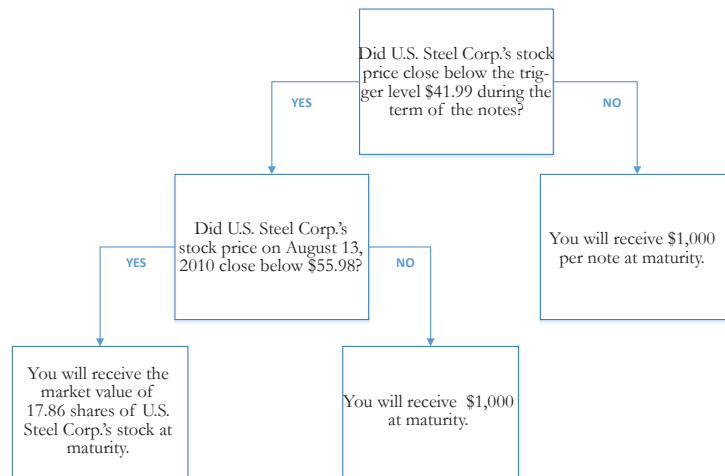 Did U.S. Steel Corp.'s stock
price close below the trig-
ger level $41.99 during the
term of the notes?
YES
NO
Did U.S. Steel Corp.'s
stock price on August 13,
2010 close below $55.98?
You will receive $1,000
per note at maturity.
YES
NO
You will receive the
market value of
17.86 shares of U.S.
Steel Corp.'s stock at
maturity.
You will receive $1,000
at maturity.